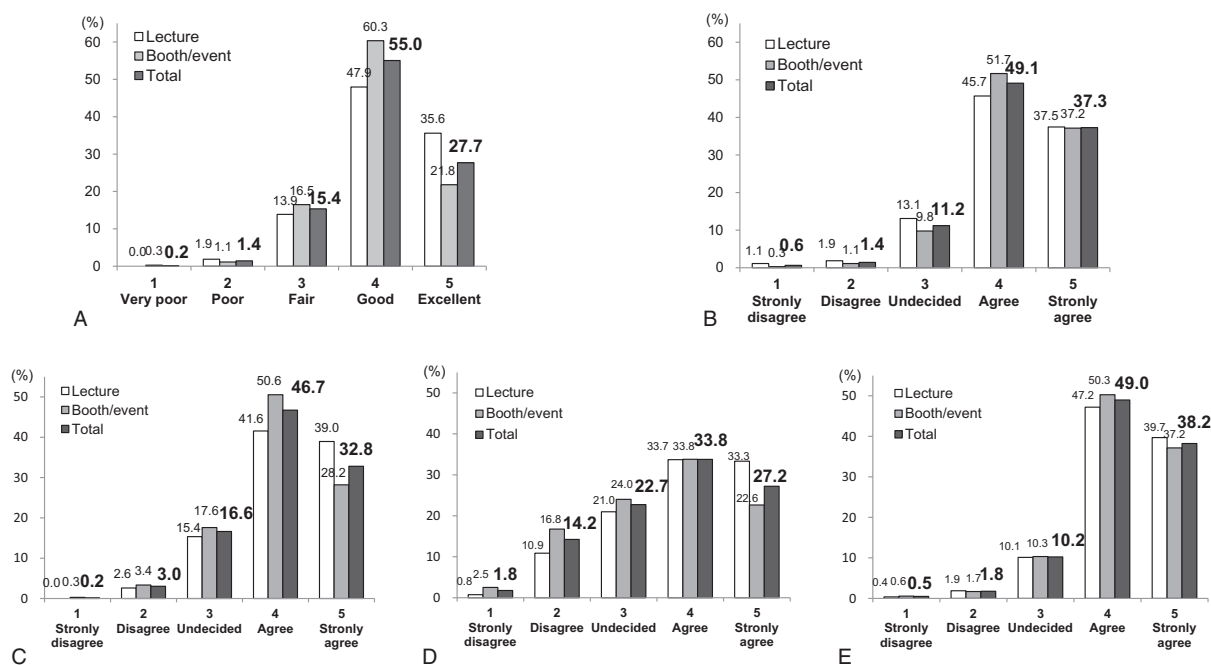 (%)
60
50
40
30
20
10
0
Lecture
Booth/event
Total
0.0 0.3 0.2
1.9 1.1 1.4
13.9 16.5 15.4
47.9 60.3 55.0
35.6 21.8 27.7
1 2 3 4 5
Very poor Poor Fair Good Excellent
A
(%)
60
50
40
30
20
10
0
Lecture
Booth/event
Total
1.1 0.3 0.6
1.9 1.1 1.4
13.1 9.8 11.2
45.7 51.7 49.1
37.5 37.2 37.3
1 2 3 4 5
Stronly Disagree Undecided Agree Stronly
disagree agree
B
(%)
50
40
30
20
10
0
Lecture
Booth/event
Total
0.0 0.3 0.2
2.6 3.4 3.0
15.4 17.6 16.6
41.6 50.6 46.7
39.0 28.2 32.8
1 2 3 4 5
Stronly Disagree Undecided Agree Stronly
disagree agree
C
(%)
50
40
30
20
10
0
Lecture
Booth/event
Total
0.8 2.5 1.8
10.9 16.8 14.2
21.0 24.0 22.7
33.7 33.8 33.8
33.3 22.6 27.2
1 2 3 4 5
Stronly Disagree Undecided Agree Stronly
disagree agree
D
(%)
50
40
30
20
10
0
Lecture
Booth/event
Total
0.4 0.6 0.5
1.9 1.7 1.8
10.1 10.3 10.2
47.2 50.3 49.0
39.7 37.2 38.2
1 2 3 4 5
Stronly Disagree Undecided Agree Stronly
disagree agree
E